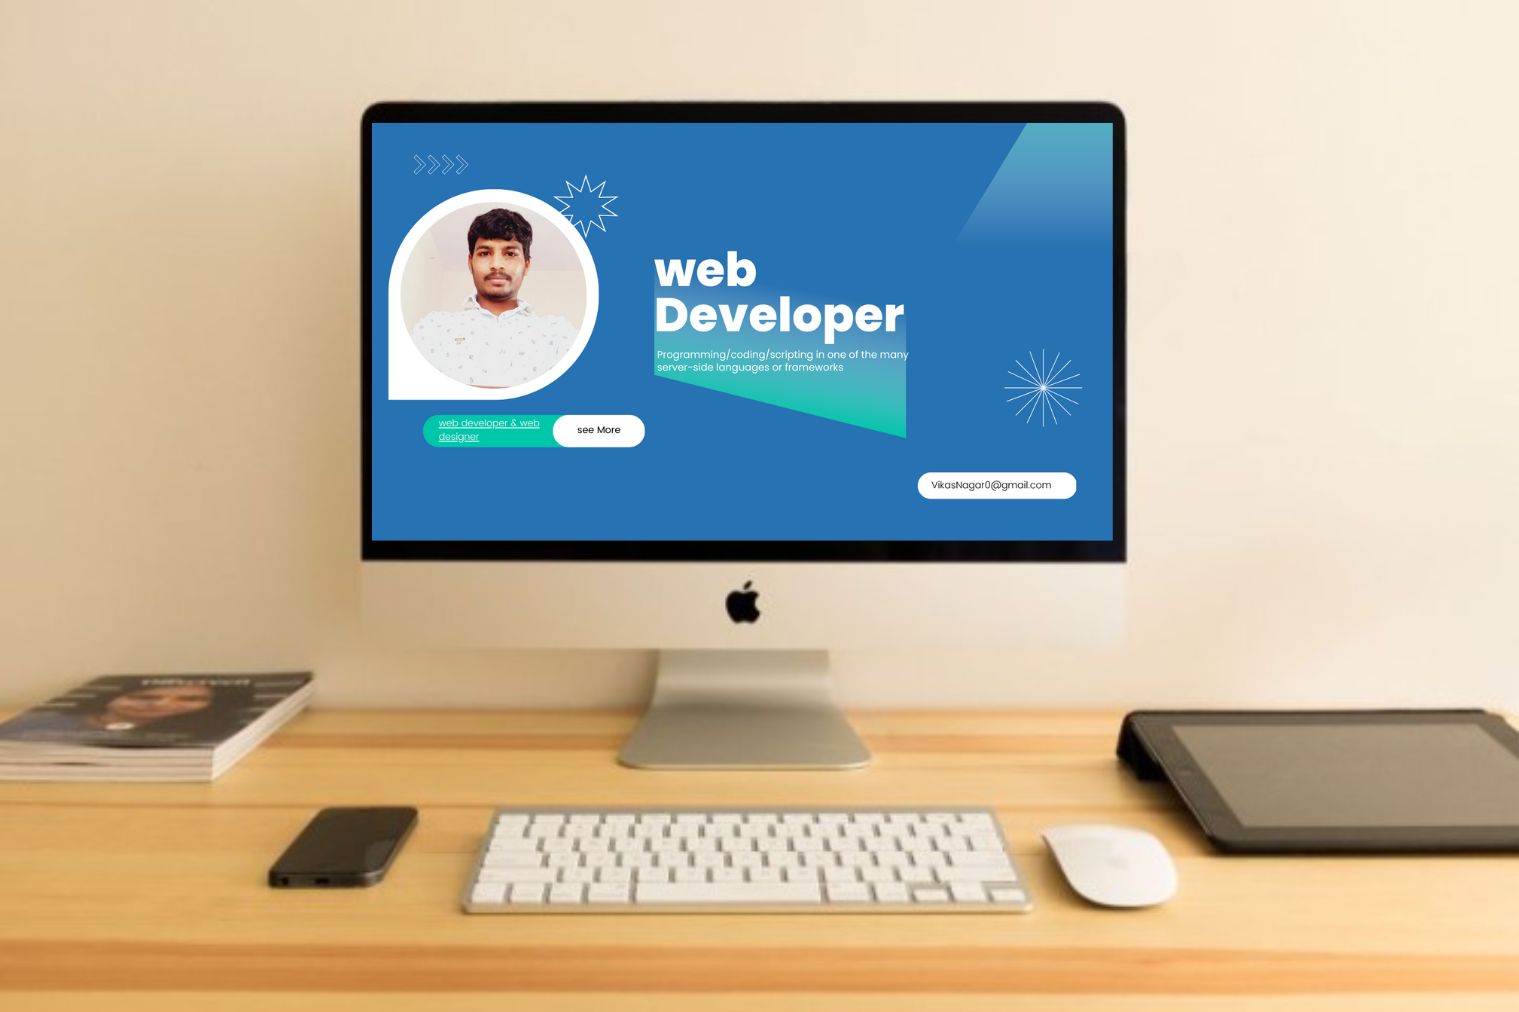 web
Developer
Programming/coding/scripting in one of the many
server-side languages or frameworks
web developer & web
designer
see More
VikasNagar0@gmail.com